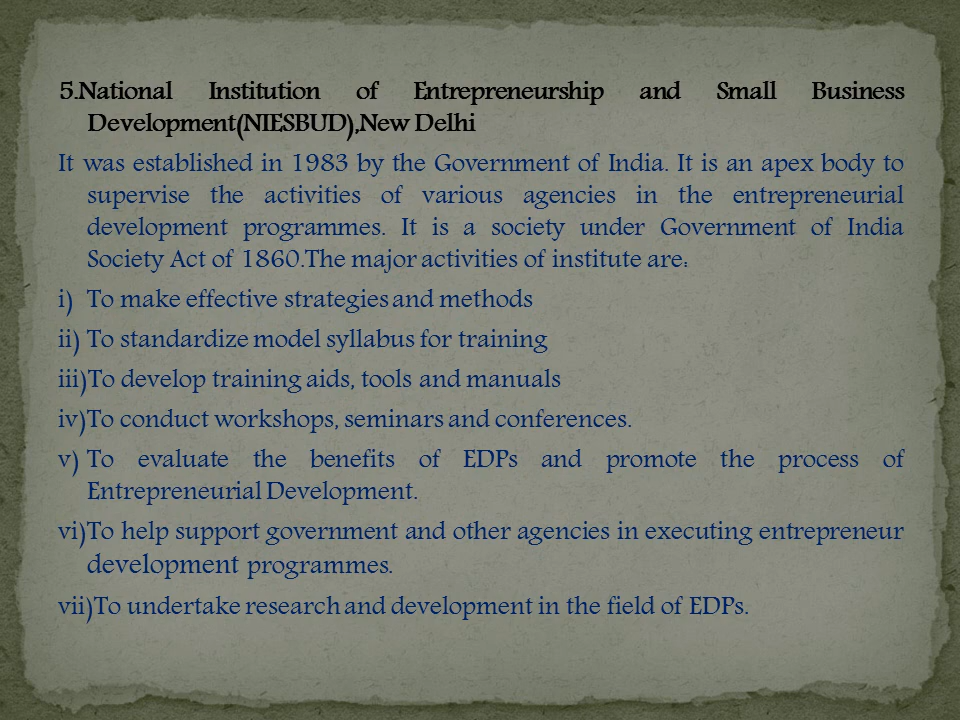 5.National Institution of Entrepreneurship and Small Business
Development(NIESBUD),New Delhi
It was established in 1983 by the Government of India. It is an apex body to
supervise the activities of various agencies in the entrepreneurial
development programmes. It is a society under Government of India
Society Act of 1860.The major activities of institute are:
i) To make effective strategies and methods
ii) To standardize model syllabus for training
iii)To develop training aids, tools and manuals
iv)To conduct workshops, seminars and conferences.
v) To evaluate the benefits of EDPs and promote the process of
Entrepreneurial Development.
vi)To help support government and other agencies in executing entrepreneur
development programmes.
vii)To undertake research and development in the field of EDPs.